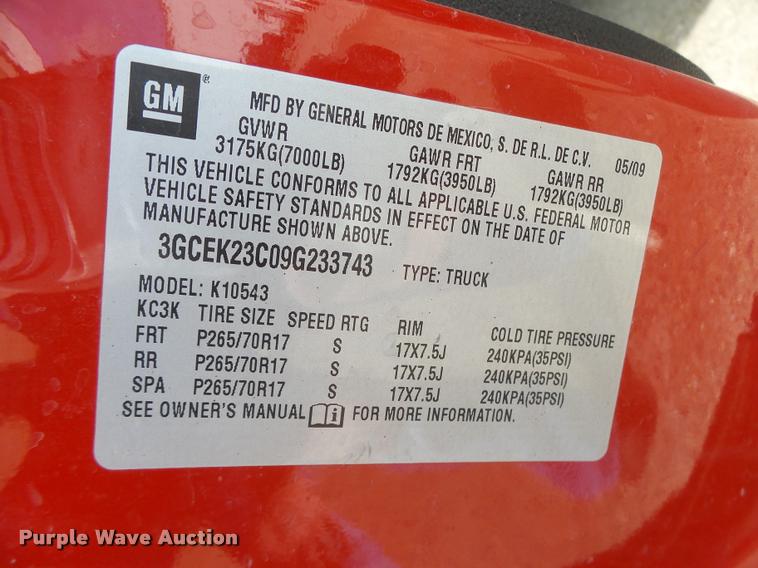 GM®
MFD BY GENERAL MOTORS DE MEXICO, S. DE R.L. DE C.V. 05/09
GVWR GAWR FRT GAWR RR
3175KG(7000LB) 1792KG(3950LB) 1792KG(3950LB)
THIS VEHICLE CONFORMS TO ALL APPLICABLE U.S. FEDERAL MOTOR
VEHICLE SAFETY STANDARDS IN EFFECT ON THE DATE OF
MANUFACTURE SHOWN ABOVE.
3GCEK23C09G233743 TYPE: TRUCK
MODEL: K10543
KC3K TIRE SIZE SPEED RTG RIM COLD TIRE PRESSURE
FRT P265/70R17 S 17X7.5J 240KPA(35PSI)
RR P265/70R17 S 17X7.5J 240KPA(35PSI)
SPA P265/70R17 S 17X7.5J 240KPA(35PSI)
SEE OWNER'S MANUAL i FOR MORE INFORMATION.
Purple Wave Auction